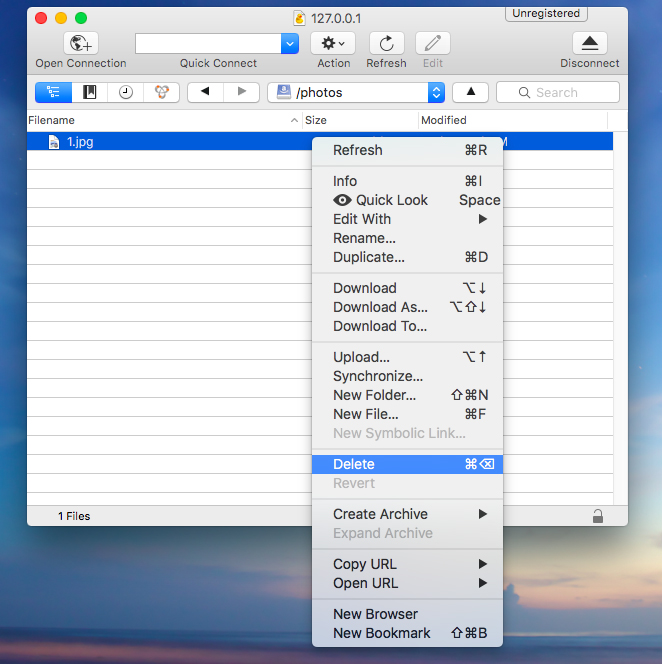 127.0.0.1
Unregistered
Open Connection
Quick Connect
Action
Refresh
Edit
Disconnect
/photos
Search
Filename
Size
Modified
1.jpg
Refresh ⌘R
Info ⌘I
Quick Look Space
Edit With
Rename...
Duplicate... ⌘D
Download ⌥↓
Download As... ⌥⇧↓
Download To...
Upload... ⌥↑
Synchronize...
New Folder... ⇧⌘N
New File... ⌘F
New Symbolic Link...
Delete ⌘⌫
Revert
Create Archive
Expand Archive
Copy URL
Open URL
New Browser
New Bookmark ⇧⌘B
1 Files